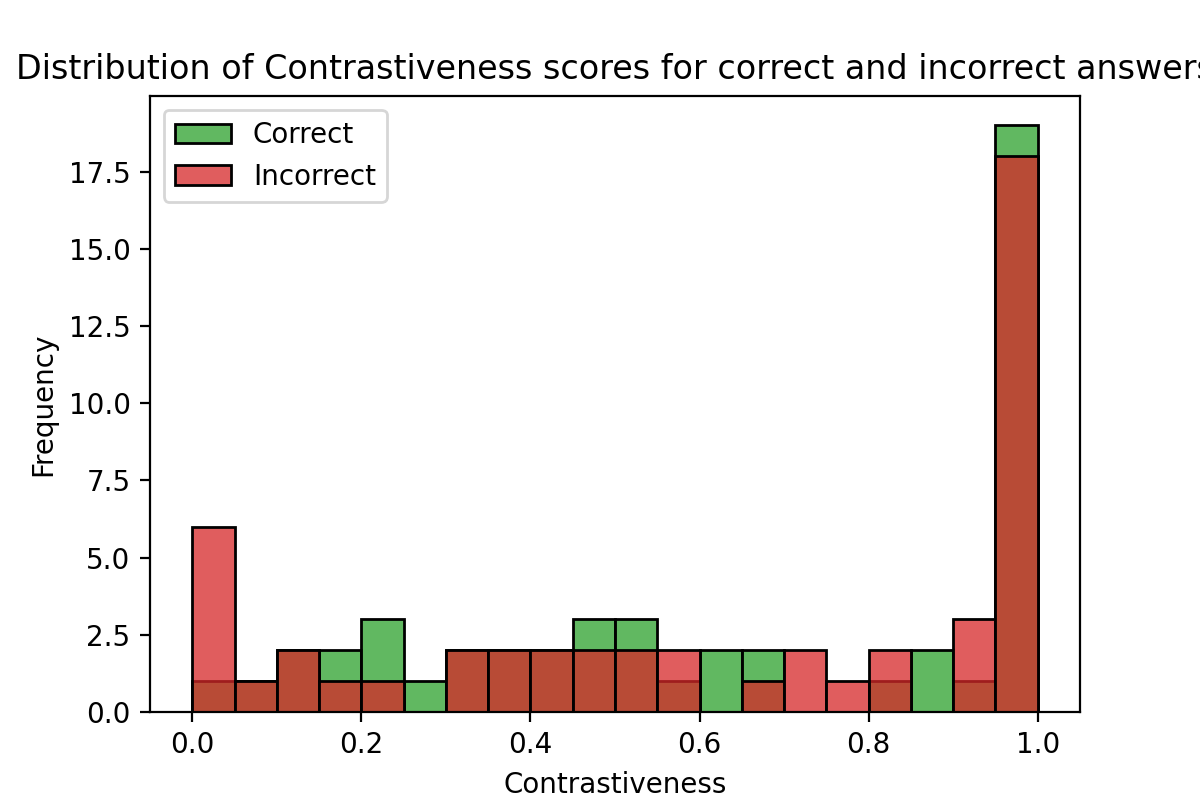 Distribution of Contrastiveness scores for correct and incorrect answers
Correct
Incorrect
17.5
15.0
12.5
10.0
7.5
5.0
2.5
0.0
Frequency
0.0 0.2 0.4 0.6 0.8 1.0
Contrastiveness